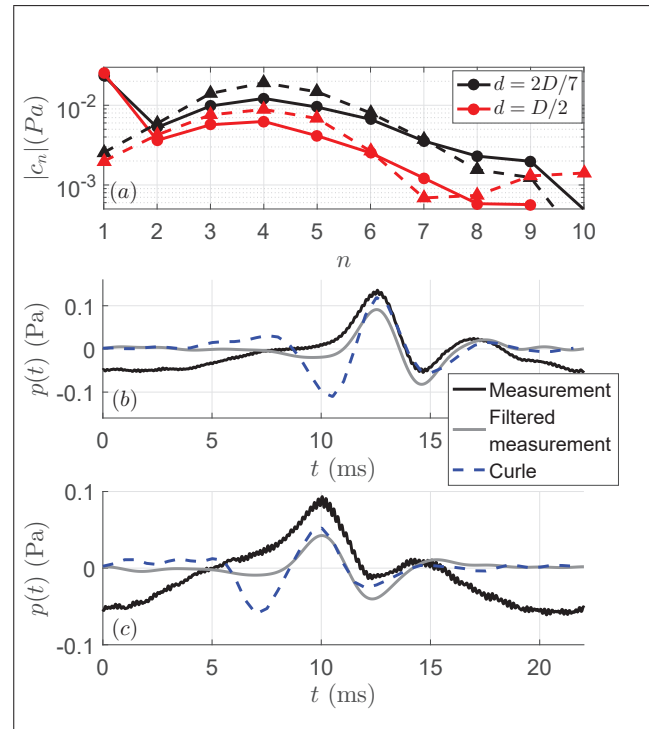 10⁻²
10⁻³
|c_n|(Pa)
(a)
d = 2D/7
d = D/2
1 2 3 4 5 6 7 8 9 10
n
0.1
0
-0.1
p(t) (Pa)
(b)
0 5 10 15
t (ms)
Measurement
Filtered
measurement
Curle
0.1
0
-0.1
p(t) (Pa)
(c)
0 5 10 15 20
t (ms)